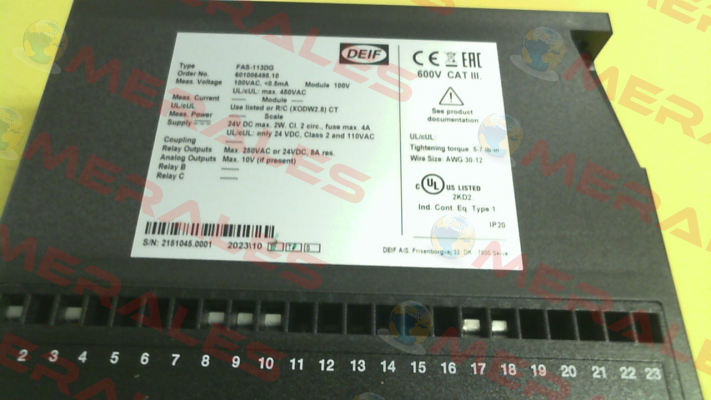 DEIF
CE EAC
600V CAT III.
Type FAS-113DG
Order No. 601006498.10
Meas. Voltage 100VAC, <0.5mA Module 100V
UL/cUL: max. 480VAC
Meas. Current —— Module ——
UL/cUL Use listed or R/C (XODW2.8) CT
Meas. Power —— Scale
Supply —— 24V DC max. 2W, Cl. 2 circ., fuse max. 4A
UL/cUL: only 24 VDC, Class 2 and 110VAC
Coupling ——
Relay Outputs Max. 250VAC or 24VDC, 8A res.
Analog Outputs Max. 10V (if present)
Relay B ——
Relay C ——
See product
documentation
UL/cUL:
Tightening torque 5-7
Wire Size: AWG 30-12
c UL US LISTED
2KD2
Ind. Cont. Eq. Type 1
IP20
S/N: 2151045.0001 2023\10
DEIF A/S, Frisenborgvej 33, DK - 7800 Skive
2 3 4 5 6 7 8 9 10 11 12 13 14 15 16 17 18 19 20 21 22 23
MERALES